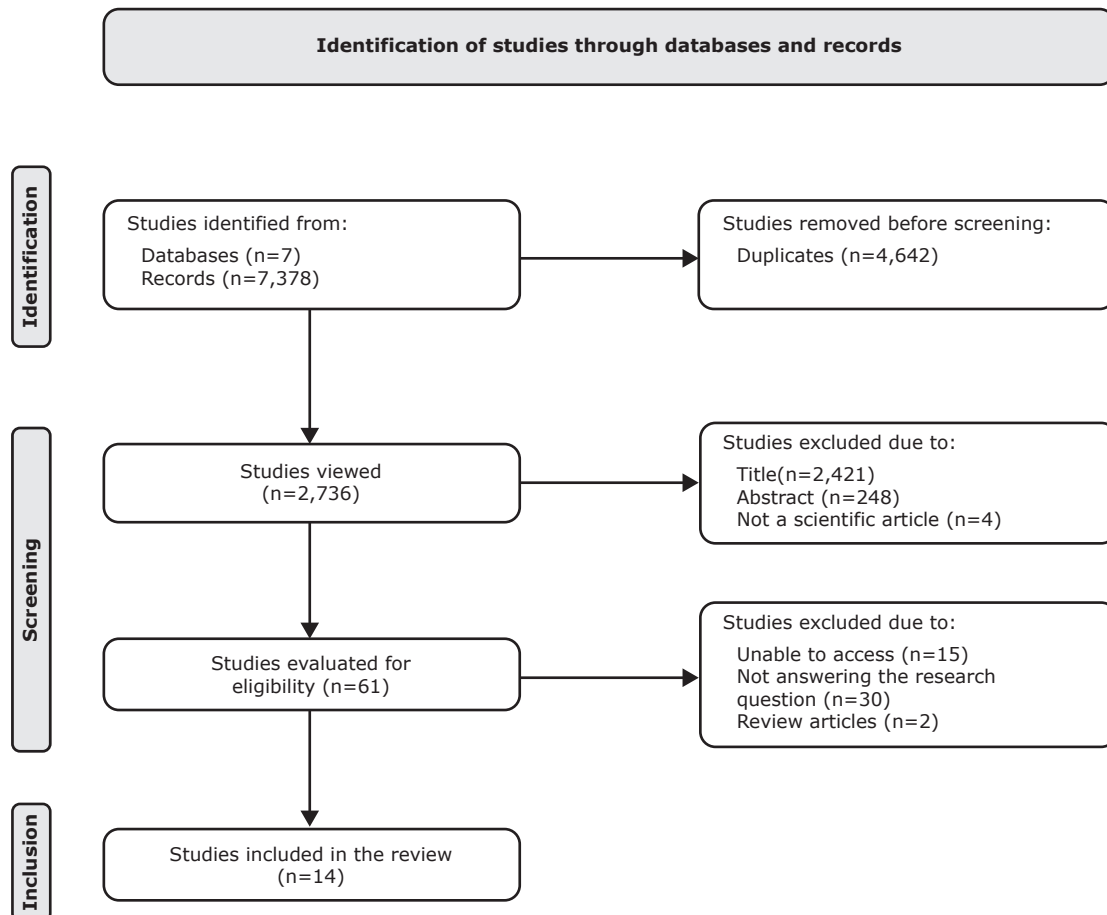 Identification of studies through databases and records
Identification
Studies identified from:
Databases (n=7)
Records (n=7,378)
Studies removed before screening:
Duplicates (n=4,642)
Screening
Studies viewed
(n=2,736)
Studies excluded due to:
Title(n=2,421)
Abstract (n=248)
Not a scientific article (n=4)
Studies evaluated for
eligibility (n=61)
Studies excluded due to:
Unable to access (n=15)
Not answering the research
question (n=30)
Review articles (n=2)
Inclusion
Studies included in the review
(n=14)